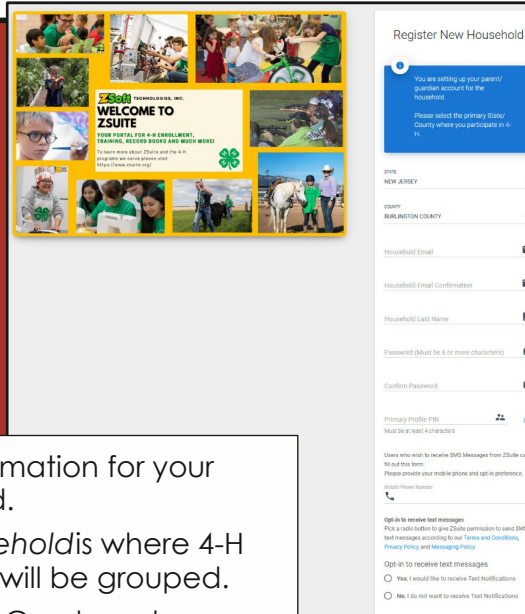 ZSoft TECHNOLOGIES, INC.
WELCOME TO
ZSUITE
YOUR PORTAL FOR 4-H ENROLLMENT,
TRAINING, RECORD BOOKS AND MUCH MORE!
To learn more about ZSuite and the 4-H
programs we serve please visit
https://www.zsuite.org/
Register New Household
You are setting up your parent/
guardian account for the
household.
Please select the primary State/
County where you participate in 4-
H.
STATE
NEW JERSEY
COUNTY
BURLINGTON COUNTY
Household Email
Household Email Confirmation
Household Last Name
Password (Must be 6 or more characters)
Confirm Password
Primary Profile PIN
Must be at least 4 characters
Users who wish to receive SMS Messages from ZSuite
fill out this form.
Please provide your mobile phone and opt-in preference.
Mobile Phone Number
Opt-in to receive text messages
Pick a radio button to give ZSuite permission to send SMS
text messages according to our Terms and Conditions,
Privacy Policy, and Messaging Policy
Opt-in to receive text messages
Yes, I would like to receive Text Notifications
No, I do not want to receive Text Notifications
mation for your
d.
eholdis where 4-H
will be grouped.